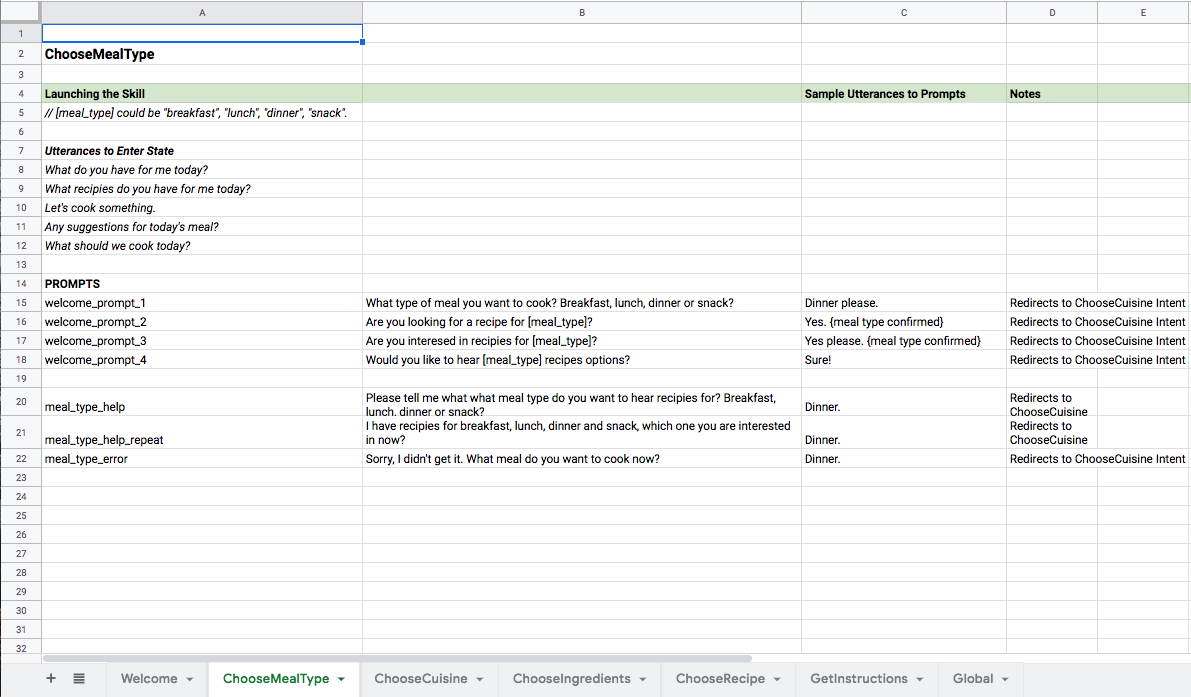 A B C D E
1
2 ChooseMealType
3
4 Launching the Skill Sample Utterances to Prompts Notes
5 // [meal_type] could be "breakfast", "lunch", "dinner", "snack".
6
7 Utterances to Enter State
8 What do you have for me today?
9 What recipies do you have for me today?
10 Let's cook something.
11 Any suggestions for today's meal?
12 What should we cook today?
13
14 PROMPTS
15 welcome_prompt_1 What type of meal you want to cook? Breakfast, lunch, dinner or snack? Dinner please. Redirects to ChooseCuisine Intent
16 welcome_prompt_2 Are you looking for a recipe for [meal_type]? Yes. {meal type confirmed} Redirects to ChooseCuisine Intent
17 welcome_prompt_3 Are you interesed in recipies for [meal_type]? Yes please. {meal type confirmed} Redirects to ChooseCuisine Intent
18 welcome_prompt_4 Would you like to hear [meal_type] recipes options? Sure! Redirects to ChooseCuisine Intent
19
Please tell me what what meal type do you want to hear recipies for? Breakfast, Redirects to
20 meal_type_help lunch, dinner or snack? Dinner. ChooseCuisine
I have recipies for breakfast, lunch, dinner and snack, which one you are interested Redirects to
21 meal_type_help_repeat in now? Dinner. ChooseCuisine
22 meal_type_error Sorry, I didn't get it. What meal do you want to cook now? Dinner. Redirects to ChooseCuisine Intent
23
24
25
26
27
28
29
30
31
32
+ Welcome ChooseMealType ChooseCuisine ChooseIngredients ChooseRecipe GetInstructions Global